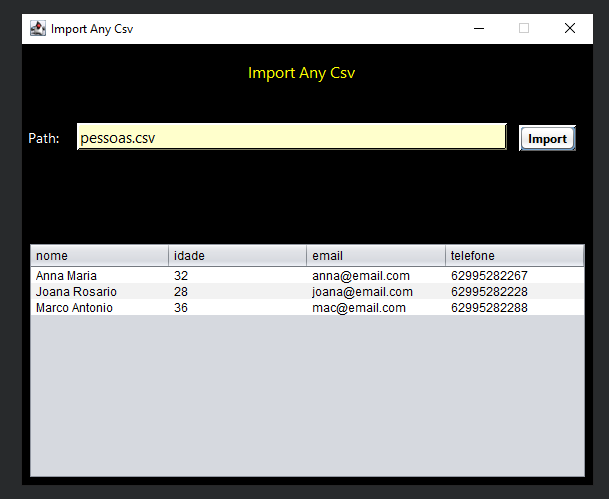 Import Any Csv
Import Any Csv
Path: pessoas.csv Import
nome idade email telefone
Anna Maria 32 anna@email.com 62995282267
Joana Rosario 28 joana@email.com 62995282228
Marco Antonio 36 mac@email.com 62995282288